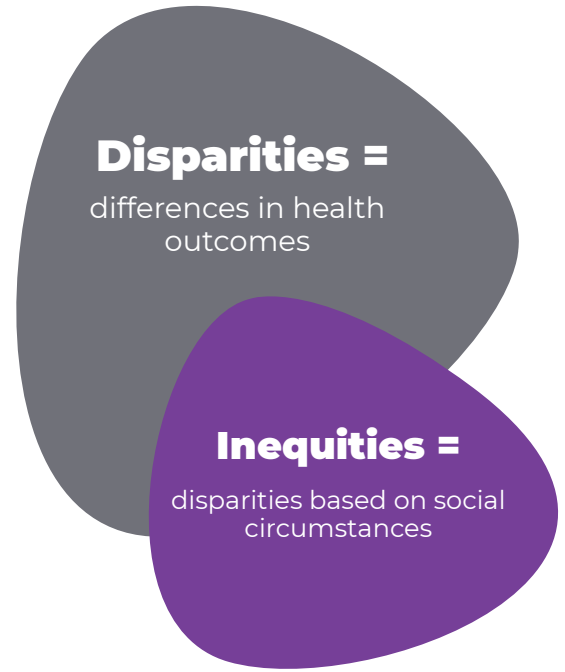 Disparities =
differences in health
outcomes
Inequities =
disparities based on social
circumstances